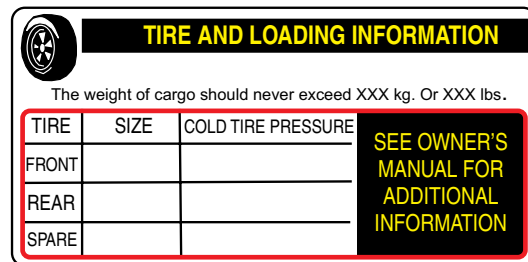 TIRE AND LOADING INFORMATION
The weight of cargo should never exceed XXX kg. Or XXX lbs.
TIRE SIZE COLD TIRE PRESSURE
FRONT
REAR
SPARE
SEE OWNER'S
MANUAL FOR
ADDITIONAL
INFORMATION